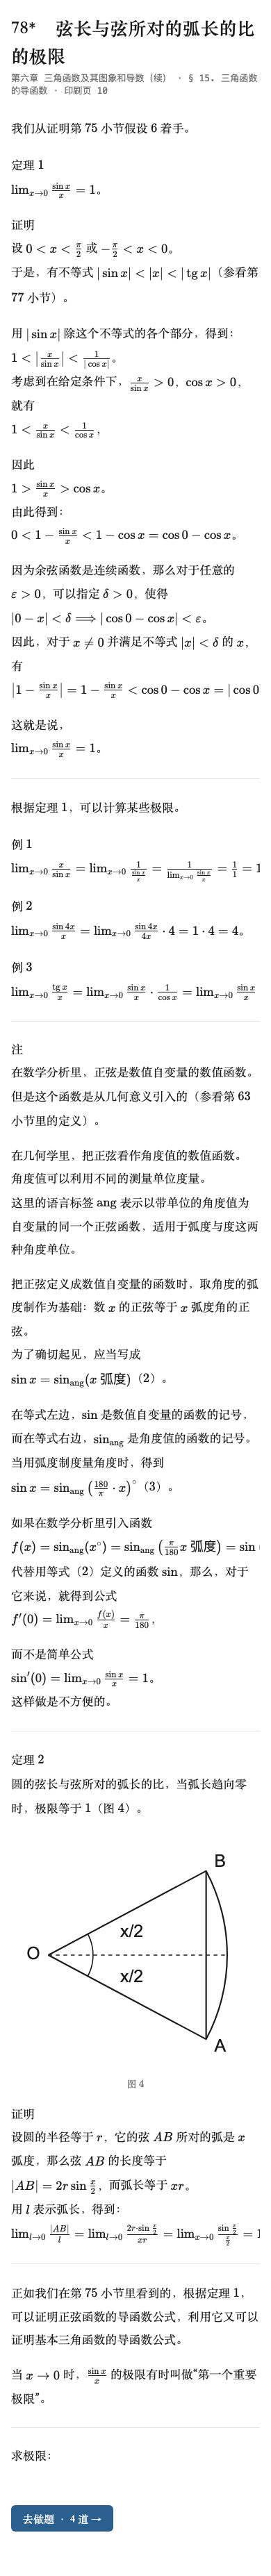 78*　弦长与弦所对的弧长的比
的极限
第六章 三角函数及其图象和导数（续） · § 15. 三角函数
的导函数 · 印刷页 10
我们从证明第 75 小节假设 6 着手。
定理 1
lim_{x→0} sin x / x = 1。
证明
设 0 < x < π/2 或 −π/2 < x < 0。
于是，有不等式 |sin x| < |x| < |tg x|（参看第
77 小节）。
用 |sin x| 除这个不等式的各个部分，得到：
1 < |x / sin x| < 1 / |cos x|。
考虑到在给定条件下，x / sin x > 0，cos x > 0，
就有
1 < x / sin x < 1 / cos x，
因此
1 > sin x / x > cos x。
由此得到：
0 < 1 − sin x / x < 1 − cos x = cos 0 − cos x。
因为余弦函数是连续函数，那么对于任意的
ε > 0，可以指定 δ > 0，使得
|0 − x| < δ ⟹ |cos 0 − cos x| < ε。
因此，对于 x ≠ 0 并满足不等式 |x| < δ 的 x，
有
|1 − sin x / x| = 1 − sin x / x < cos 0 − cos x = |cos 0
这就是说，
lim_{x→0} sin x / x = 1。
根据定理 1，可以计算某些极限。
例 1
lim_{x→0} x / sin x = lim_{x→0} 1 / (sin x / x) = 1 / (lim_{x→0} sin x / x) = 1/1 = 1
例 2
lim_{x→0} sin 4x / x = lim_{x→0} sin 4x / 4x · 4 = 1 · 4 = 4。
例 3
lim_{x→0} tg x / x = lim_{x→0} sin x / x · 1 / cos x = lim_{x→0} sin x / x
注
在数学分析里，正弦是数值自变量的数值函数。
但是这个函数是从几何意义引入的（参看第 63
小节里的定义）。
在几何学里，把正弦看作角度值的数值函数。
角度值可以利用不同的测量单位度量。
这里的语言标签 ang 表示以带单位的角度值为
自变量的同一个正弦函数，适用于弧度与度这两
种角度单位。
把正弦定义成数值自变量的函数时，取角度的弧
度制作为基础：数 x 的正弦等于 x 弧度角的正
弦。
为了确切起见，应当写成
sin x = sin_ang(x 弧度)（2）。
在等式左边，sin 是数值自变量的函数的记号，
而在等式右边，sin_ang 是角度值的函数的记号。
当用弧度制度量角度时，得到
sin x = sin_ang (180/π · x)°（3）。
如果在数学分析里引入函数
f(x) = sin_ang(x°) = sin_ang (π/180 x 弧度) = sin
代替用等式（2）定义的函数 sin，那么，对于
它来说，就得到公式
f′(0) = lim_{x→0} f(x) / x = π/180，
而不是简单公式
sin′(0) = lim_{x→0} sin x / x = 1。
这样做是不方便的。
定理 2
圆的弦长与弦所对的弧长的比，当弧长趋向零
时，极限等于 1（图 4）。
B
x/2
O
x/2
A
图 4
证明
设圆的半径等于 r，它的弦 AB 所对的弧是 x
弧度，那么弦 AB 的长度等于
|AB| = 2r sin x/2，而弧长等于 xr。
用 l 表示弧长，得到：
lim_{l→0} |AB| / l = lim_{l→0} 2r·sin x/2 / xr = lim_{x→0} sin x/2 / (x/2) = 1
正如我们在第 75 小节里看到的，根据定理 1，
可以证明正弦函数的导函数公式，利用它又可以
证明基本三角函数的导函数公式。
当 x → 0 时，sin x / x 的极限有时叫做“第一个重要
极限”。
求极限：
去做题 · 4 道 →